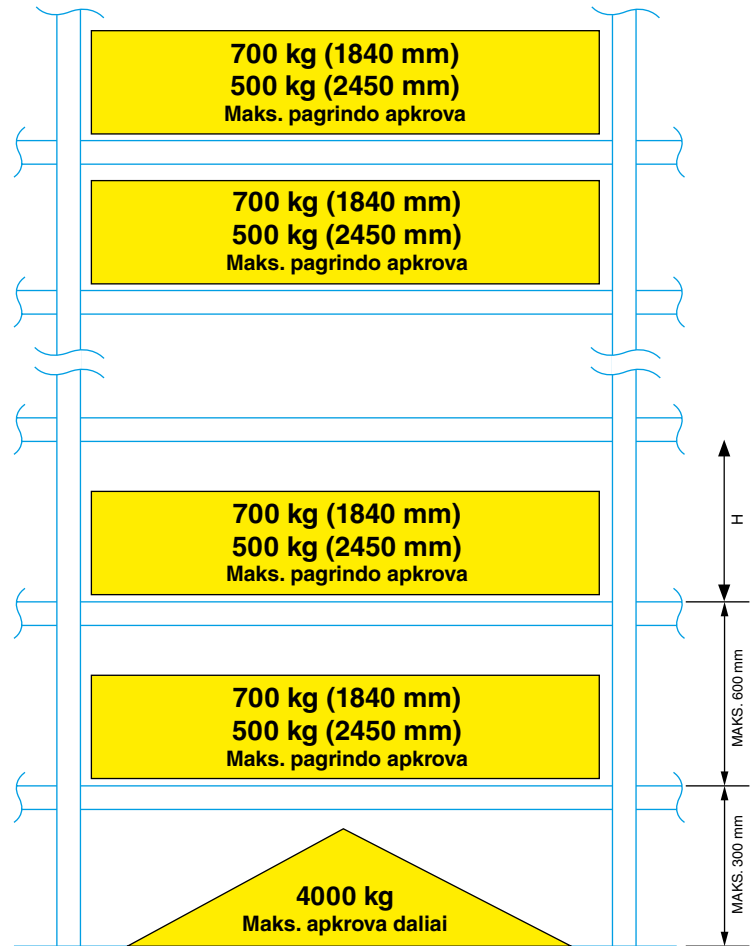 700 kg (1840 mm)
500 kg (2450 mm)
Maks. pagrindo apkrova
700 kg (1840 mm)
500 kg (2450 mm)
Maks. pagrindo apkrova
700 kg (1840 mm)
500 kg (2450 mm)
Maks. pagrindo apkrova
H
700 kg (1840 mm)
500 kg (2450 mm)
Maks. pagrindo apkrova
MAKS. 600 mm
4000 kg
Maks. apkrova daliai
MAKS. 300 mm